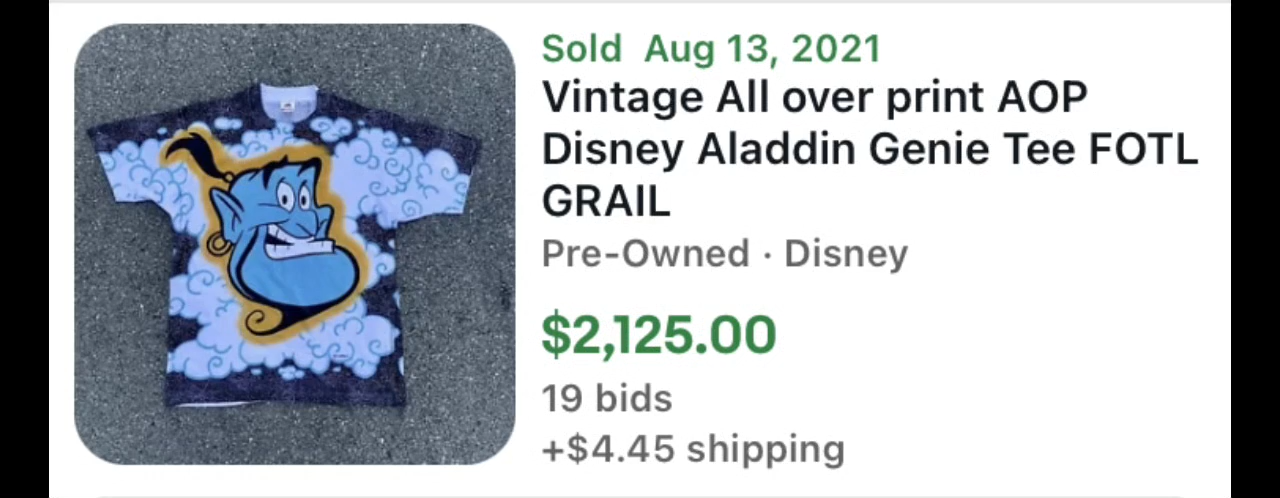 Sold Aug 13, 2021
Vintage All over print AOP
Disney Aladdin Genie Tee FOTL
GRAIL
Pre-Owned · Disney
$2,125.00
19 bids
+$4.45 shipping